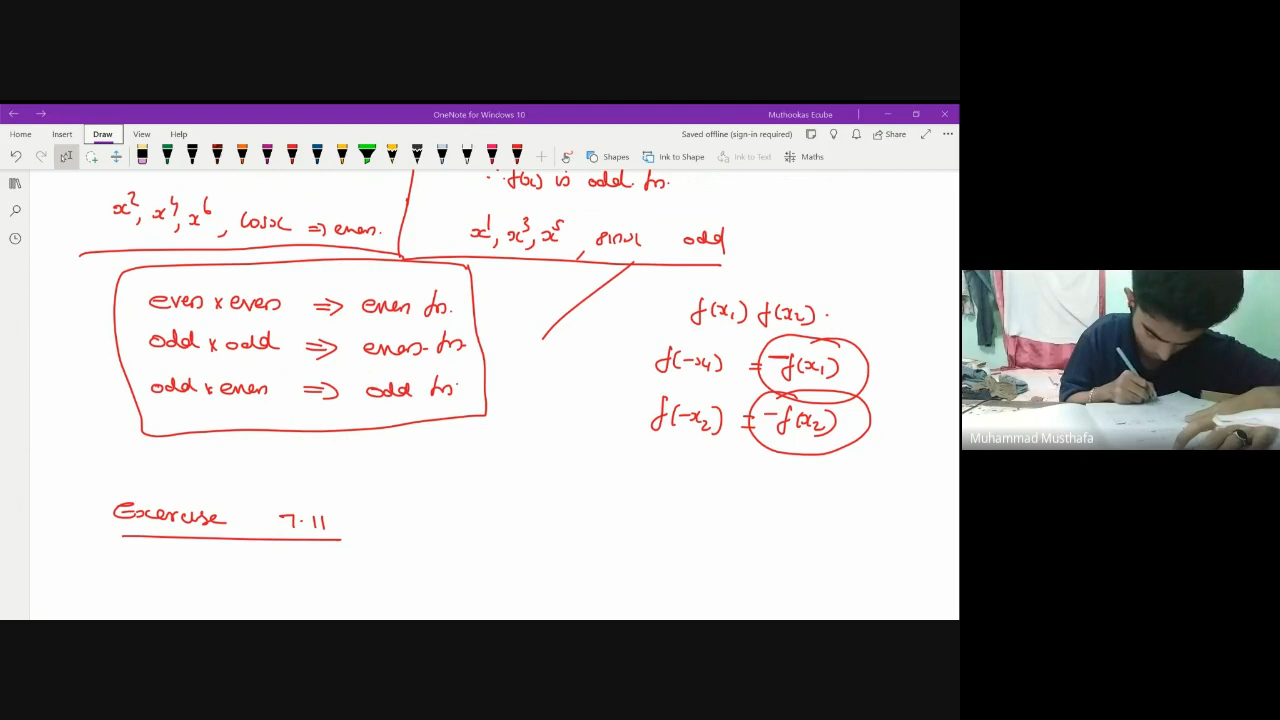 OneNote for Windows 10
Muthookas Ecube
Home Insert Draw View Help
Saved offline (sign-in required)
Share
Shapes Ink to Shape Ink to Text Maths
∴ f(x) is odd fn.
x², x⁴, x⁶, cosx ⇒ even.
x¹, x³, x⁵, sinx odd
even × even ⇒ even fn.
odd × odd ⇒ even fn
odd × even ⇒ odd fn.
f(x₁) f(x₂).
f(-x₁) = -f(x₁)
f(-x₂) = -f(x₂)
Exercise 7.11
Muhammad Musthafa